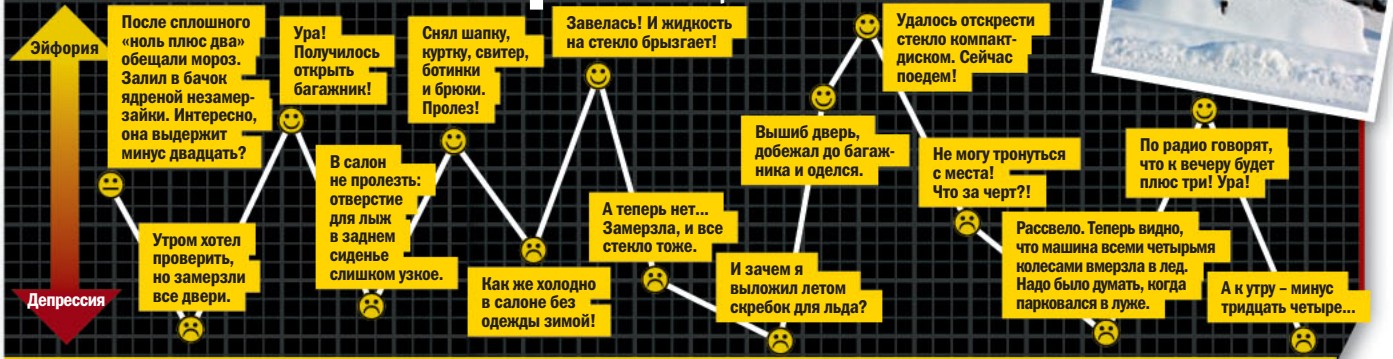 Эйфория
Депрессия
После сплошного
«ноль плюс два»
обещали мороз.
Залил в бачок
ядреной незамер-
зайки. Интересно,
она выдержит
минус двадцать?
Утром хотел
проверить,
но замерзли
все двери.
Ура!
Получилось
открыть
багажник!
В салон
не пролезть:
отверстие
для лыж
в заднем
сиденье
слишком узкое.
Снял шапку,
куртку, свитер,
ботинки
и брюки.
Пролез!
Как же холодно
в салоне без
одежды зимой!
Завелась! И жидкость
на стекло брызгает!
А теперь нет...
Замерзла, и все
стекло тоже.
И зачем я
выложил летом
скребок для льда?
Вышиб дверь,
добежал до багаж-
ника и оделся.
Удалось отскрести
стекло компакт-
диском. Сейчас
поедем!
Не могу тронуться
с места!
Что за черт?!
Рассвело. Теперь видно,
что машина всеми четырьмя
колесами вмерзла в лед.
Надо было думать, когда
парковался в луже.
По радио говорят,
что к вечеру будет
плюс три! Ура!
А к утру – минус
тридцать четыре...